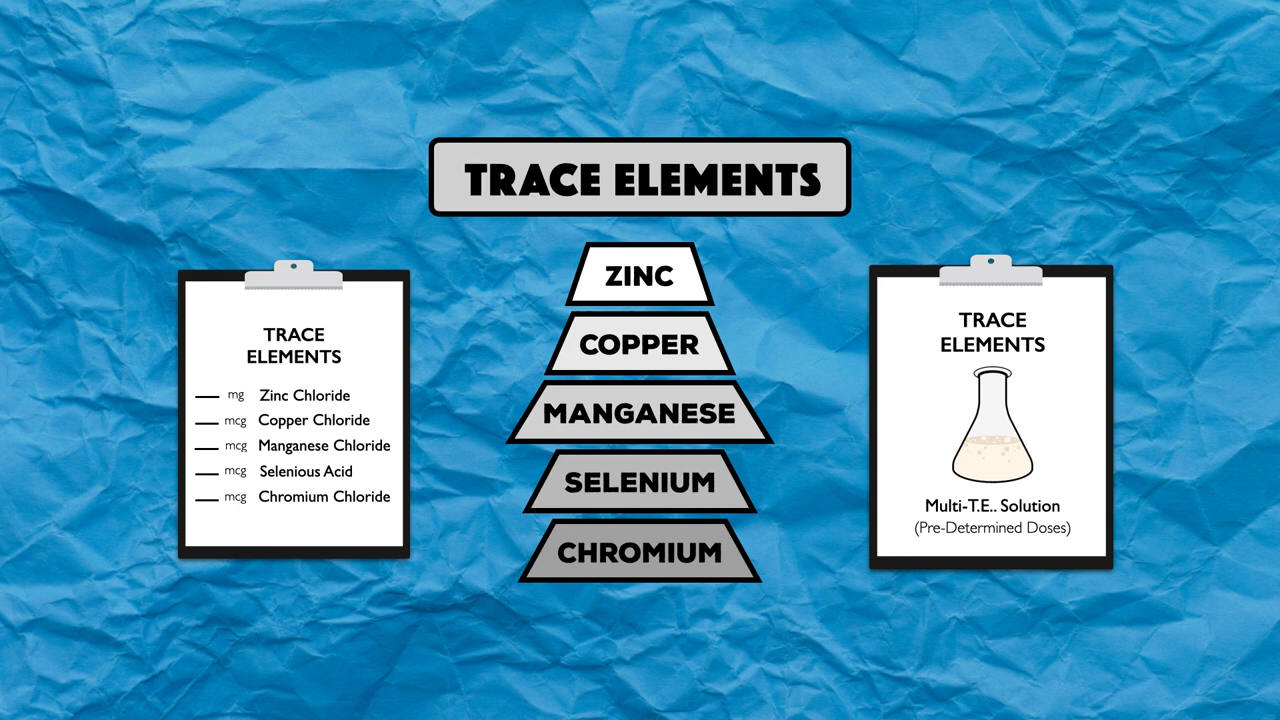 TRACE ELEMENTS
TRACE
ELEMENTS
mg Zinc Chloride
mcg Copper Chloride
mcg Manganese Chloride
mcg Selenious Acid
mcg Chromium Chloride
ZINC
COPPER
MANGANESE
SELENIUM
CHROMIUM
TRACE
ELEMENTS
Multi-T.E.. Solution
(Pre-Determined Doses)